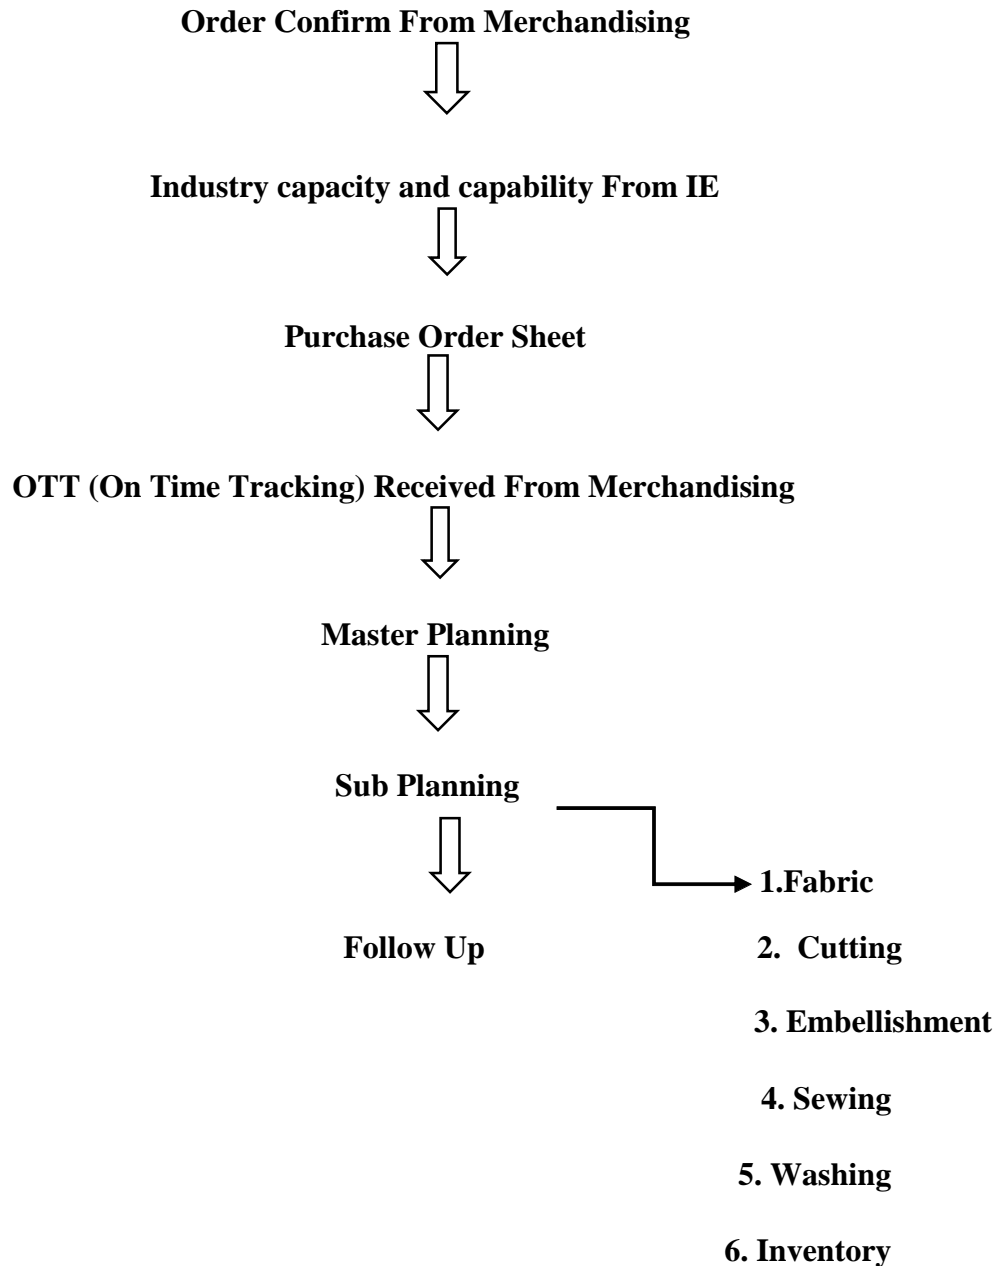 Order Confirm From Merchandising
Industry capacity and capability From IE
Purchase Order Sheet
OTT (On Time Tracking) Received From Merchandising
Master Planning
Sub Planning
1.Fabric
Follow Up
2. Cutting
3. Embellishment
4. Sewing
5. Washing
6. Inventory